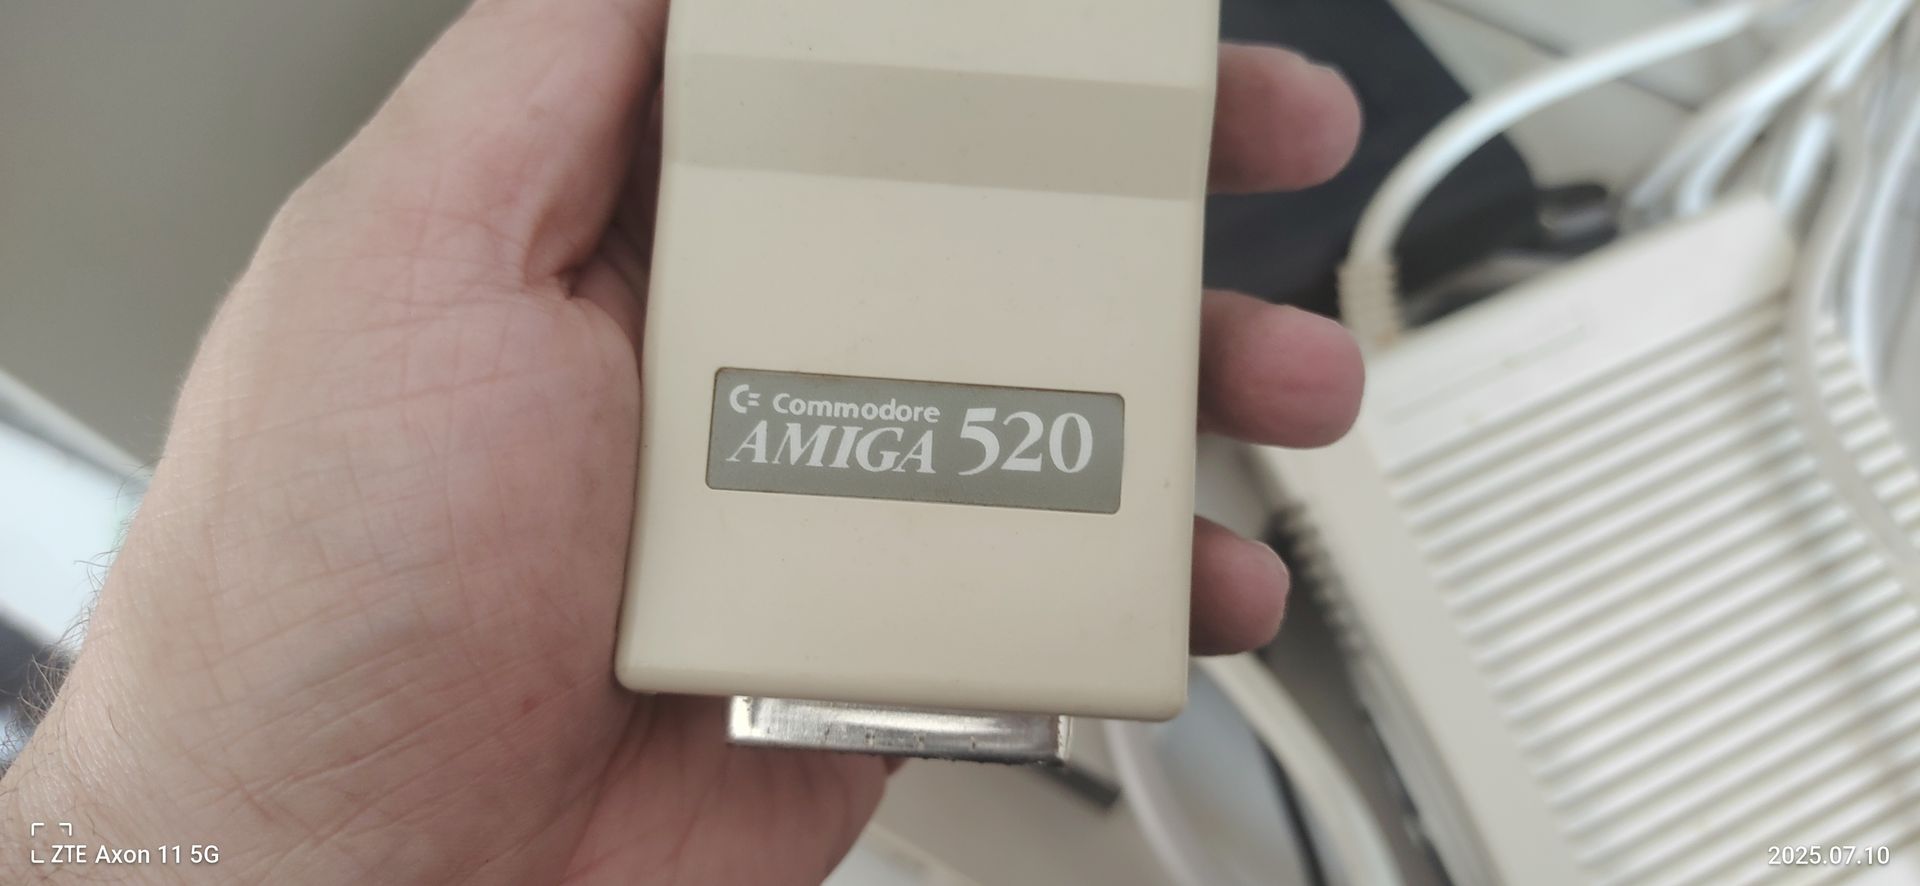 Commodore
AMIGA 520
ZTE Axon 11 5G
2025.07.10